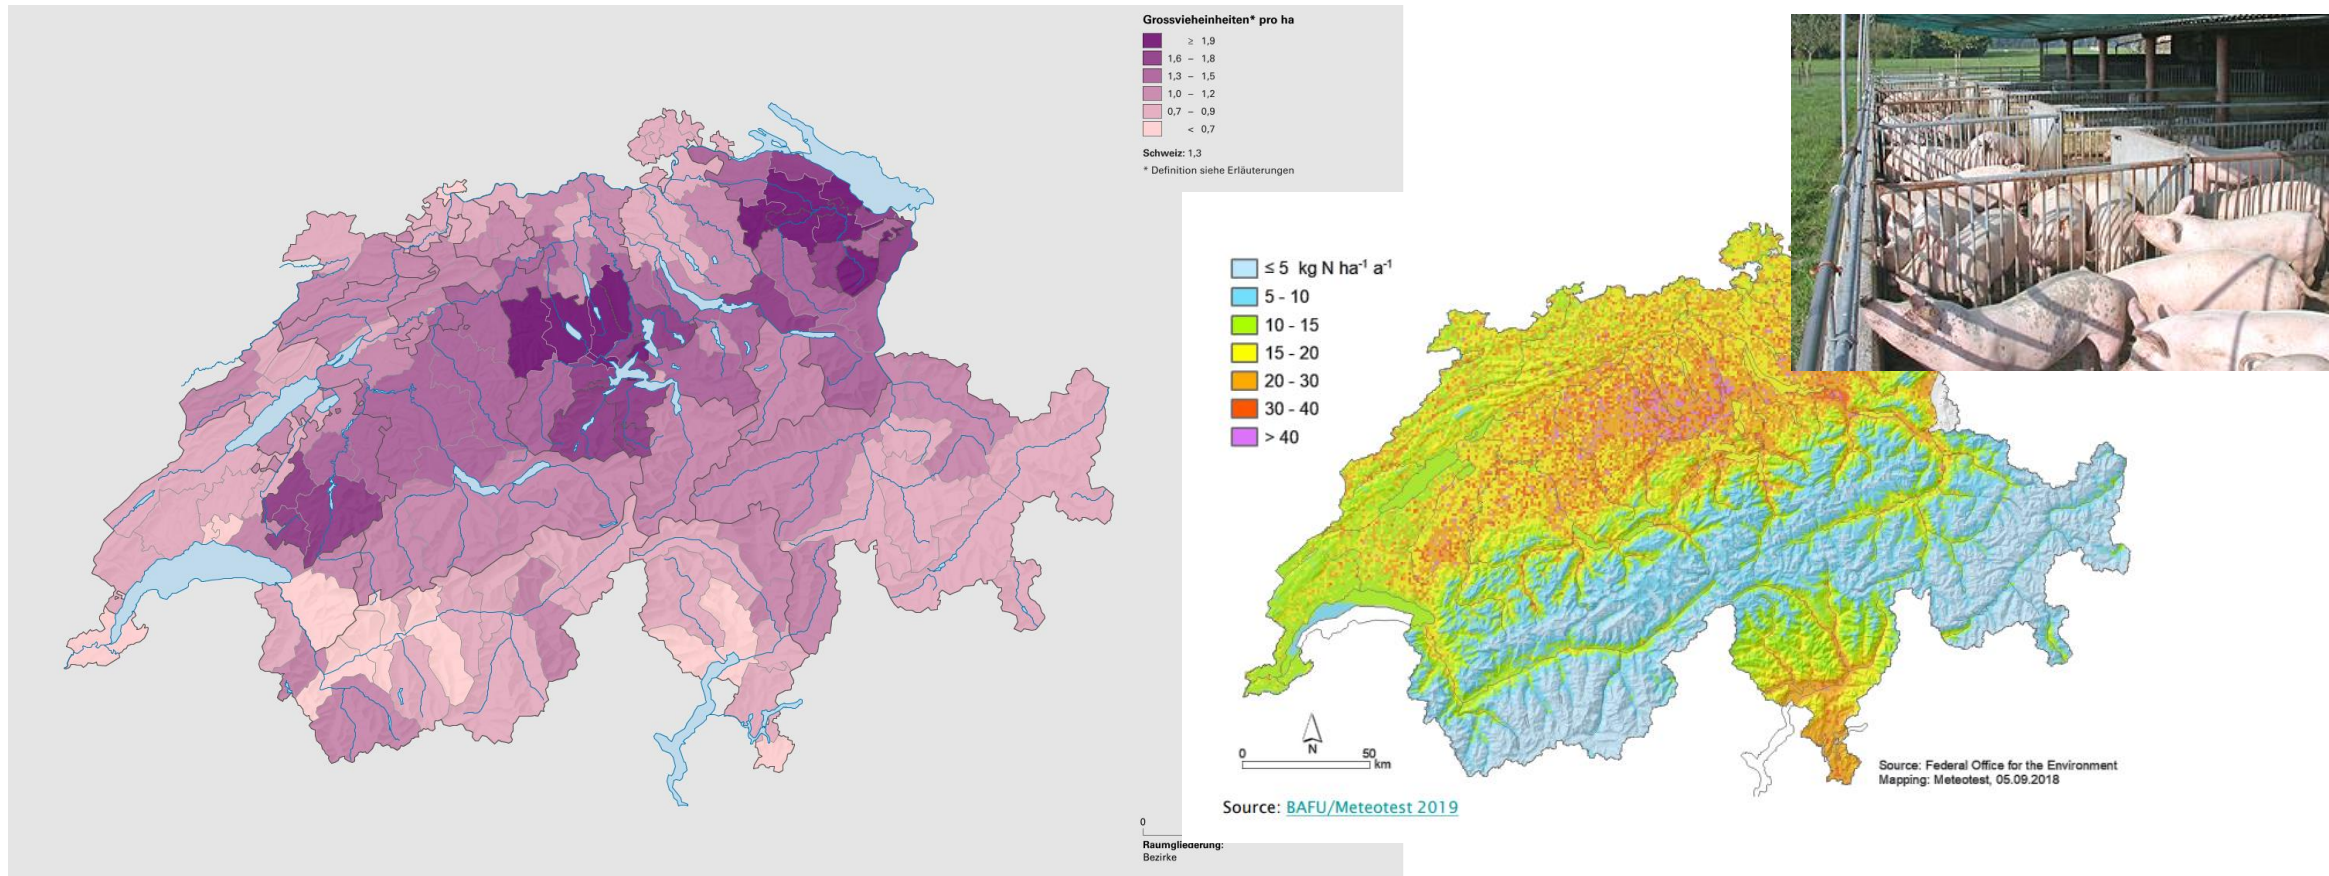 Grossvieheinheiten* pro ha
≥ 1,9
1,6 – 1,8
1,3 – 1,5
1,0 – 1,2
0,7 – 0,9
< 0,7
Schweiz: 1,3
* Definition siehe Erläuterungen
0
Raumgliederung:
Bezirke
≤ 5 kg N ha⁻¹ a⁻¹
5 - 10
10 - 15
15 - 20
20 - 30
30 - 40
> 40
N
0 50
km
Source: Federal Office for the Environment
Mapping: Meteotest, 05.09.2018
Source: BAFU/Meteotest 2019